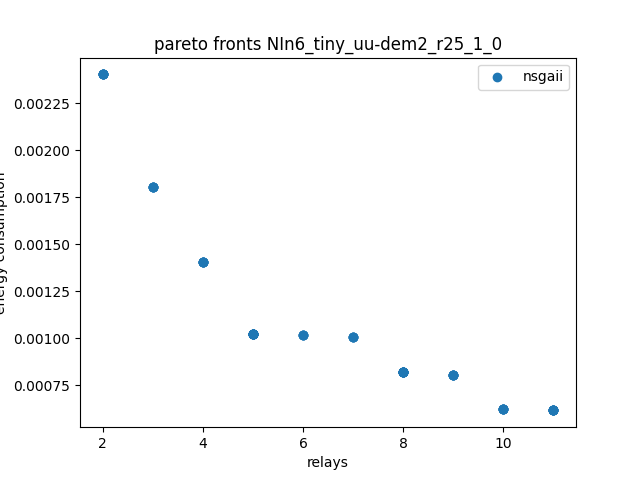 pareto fronts NIn6_tiny_uu-dem2_r25_1_0
nsgaii
0.00225
0.00200
0.00175
0.00150
0.00125
0.00100
0.00075
energy consumption
2 4 6 8 10
relays